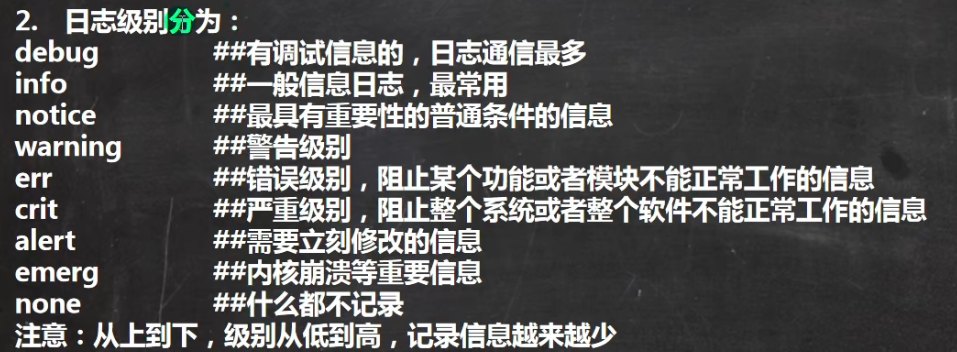 2. 日志级别分为：
debug ##有调试信息的，日志通信最多
info ##一般信息日志，最常用
notice ##最具有重要性的普通条件的信息
warning ##警告级别
err ##错误级别，阻止某个功能或者模块不能正常工作的信息
crit ##严重级别，阻止整个系统或者整个软件不能正常工作的信息
alert ##需要立刻修改的信息
emerg ##内核崩溃等重要信息
none ##什么都不记录
注意：从上到下，级别从低到高，记录信息越来越少